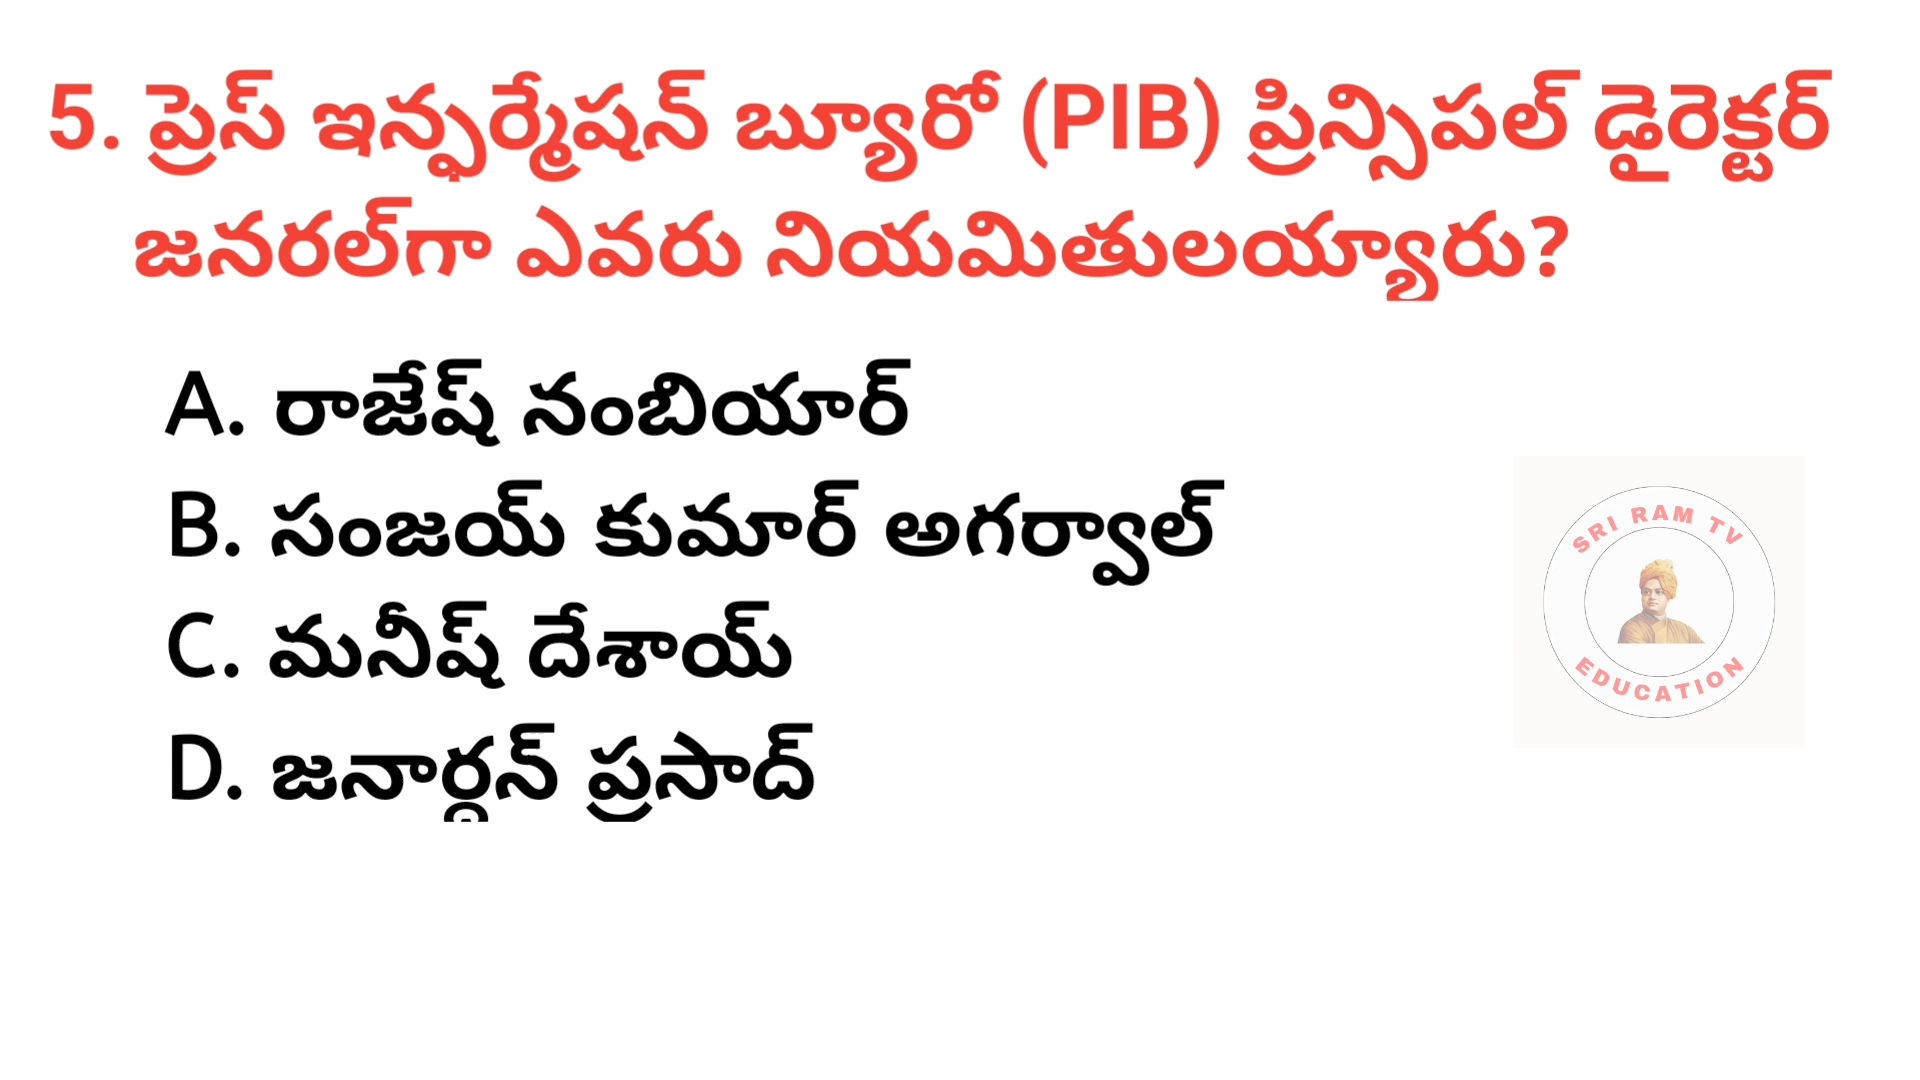 5. ప్రెస్ ఇన్ఫర్మేషన్ బ్యూరో (PIB) ప్రిన్సిపల్ డైరెక్టర్
జనరల్‌గా ఎవరు నియమితులయ్యారు?
A. రాజేష్ నంబియార్
B. సంజయ్ కుమార్ అగర్వాల్
C. మనీష్ దేశాయ్
D. జనార్ధన్ ప్రసాద్
SRI RAM TV
EDUCATION